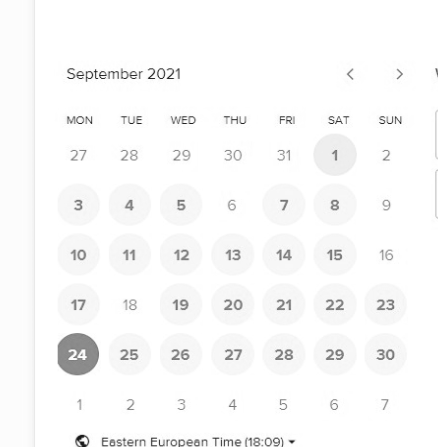 September 2021
MON TUE WED THU FRI SAT SUN
27 28 29 30 31 1 2
3 4 5 6 7 8 9
10 11 12 13 14 15 16
17 18 19 20 21 22 23
24 25 26 27 28 29 30
1 2 3 4 5 6 7
Eastern European Time (18:09)